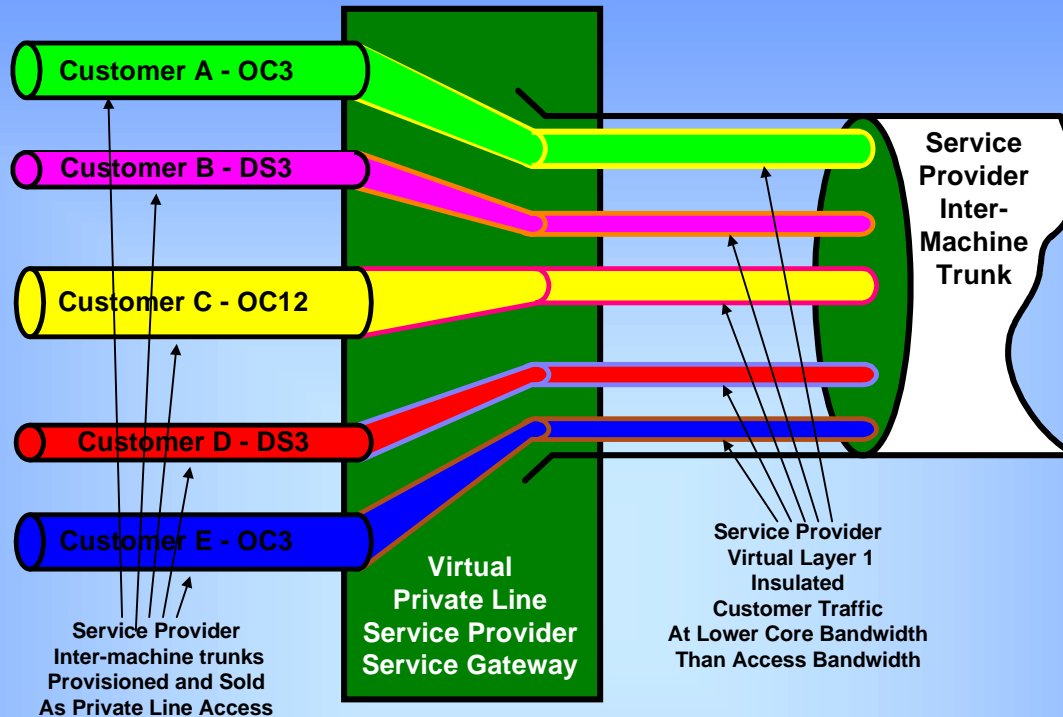 Customer A - OC3
Customer B - DS3
Customer C - OC12
Customer D - DS3
Customer E - OC3
Service
Provider
Inter-
Machine
Trunk
Virtual
Private Line
Service Provider
Service Gateway
Service Provider
Inter-machine trunks
Provisioned and Sold
As Private Line Access
Service Provider
Virtual Layer 1
Insulated
Customer Traffic
At Lower Core Bandwidth
Than Access Bandwidth